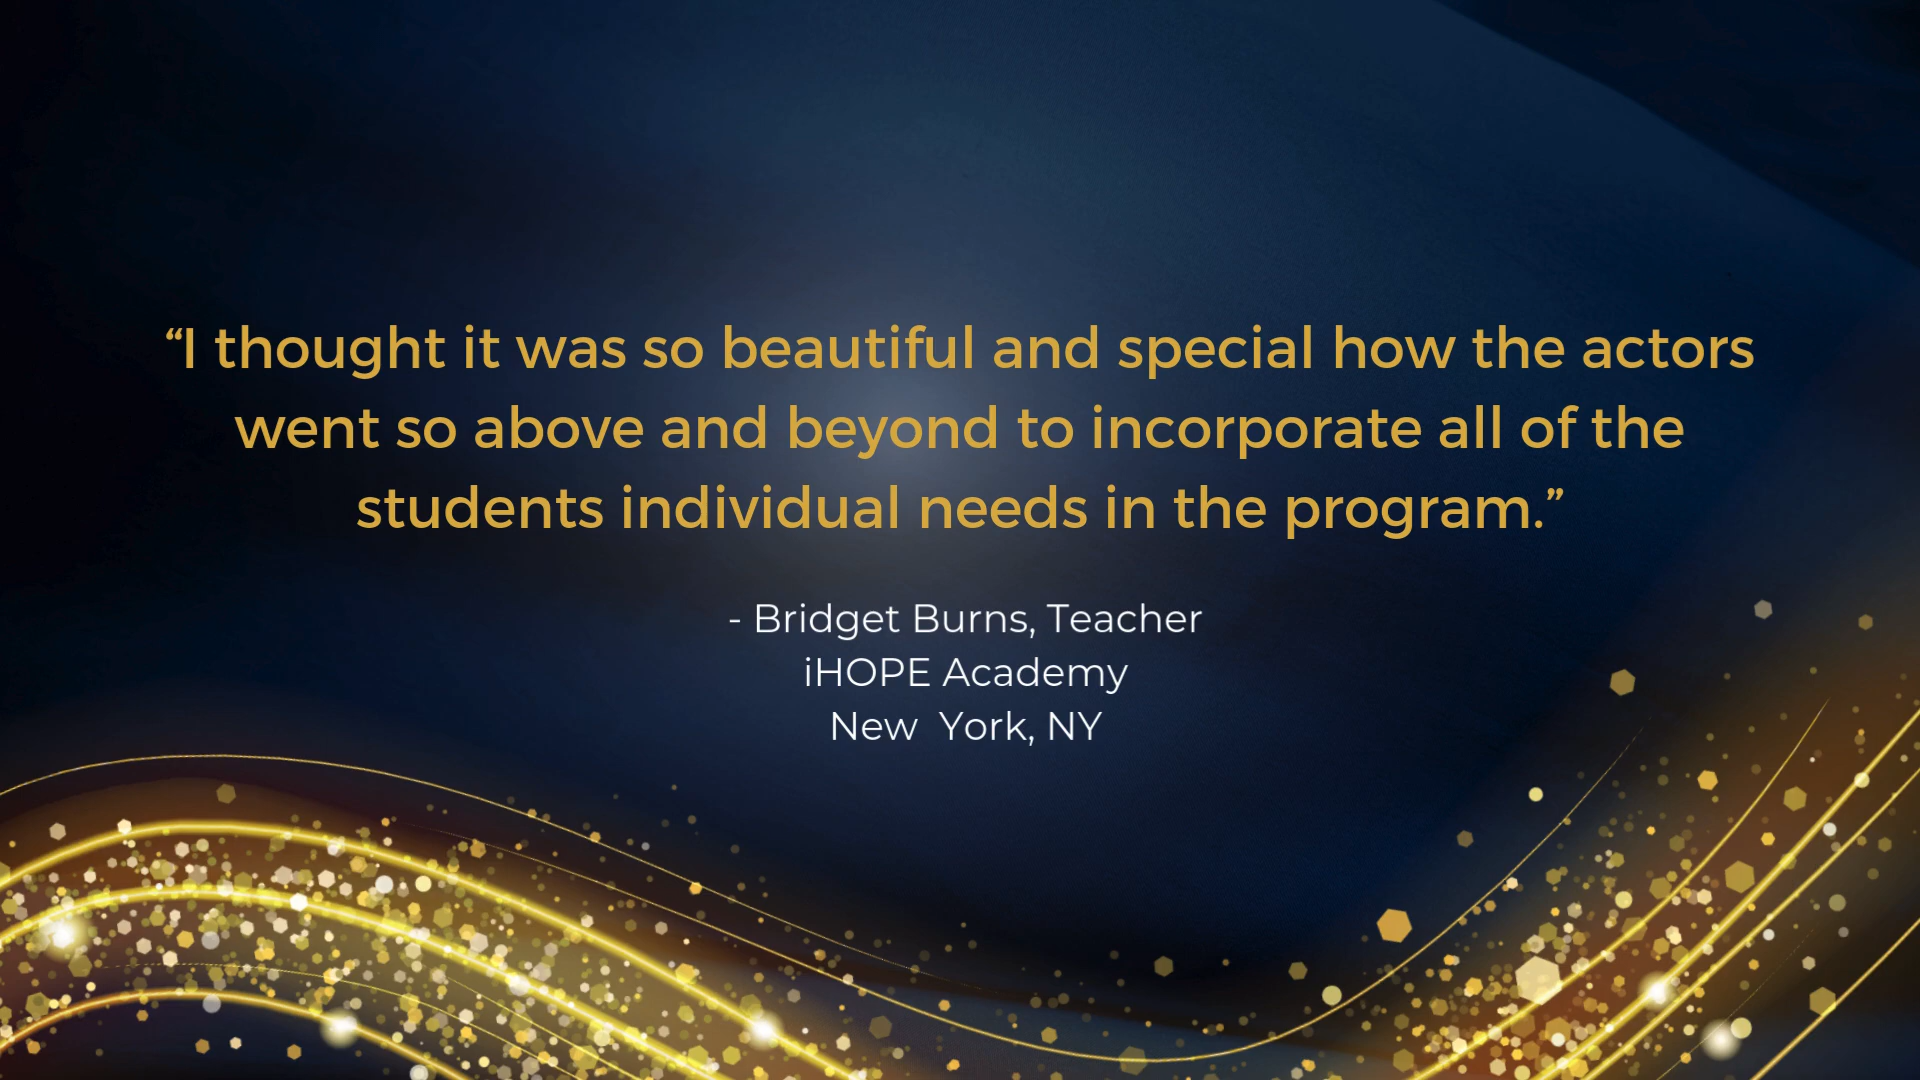 “I thought it was so beautiful and special how the actors
went so above and beyond to incorporate all of the
students individual needs in the program.”
- Bridget Burns, Teacher
iHOPE Academy
New  York, NY